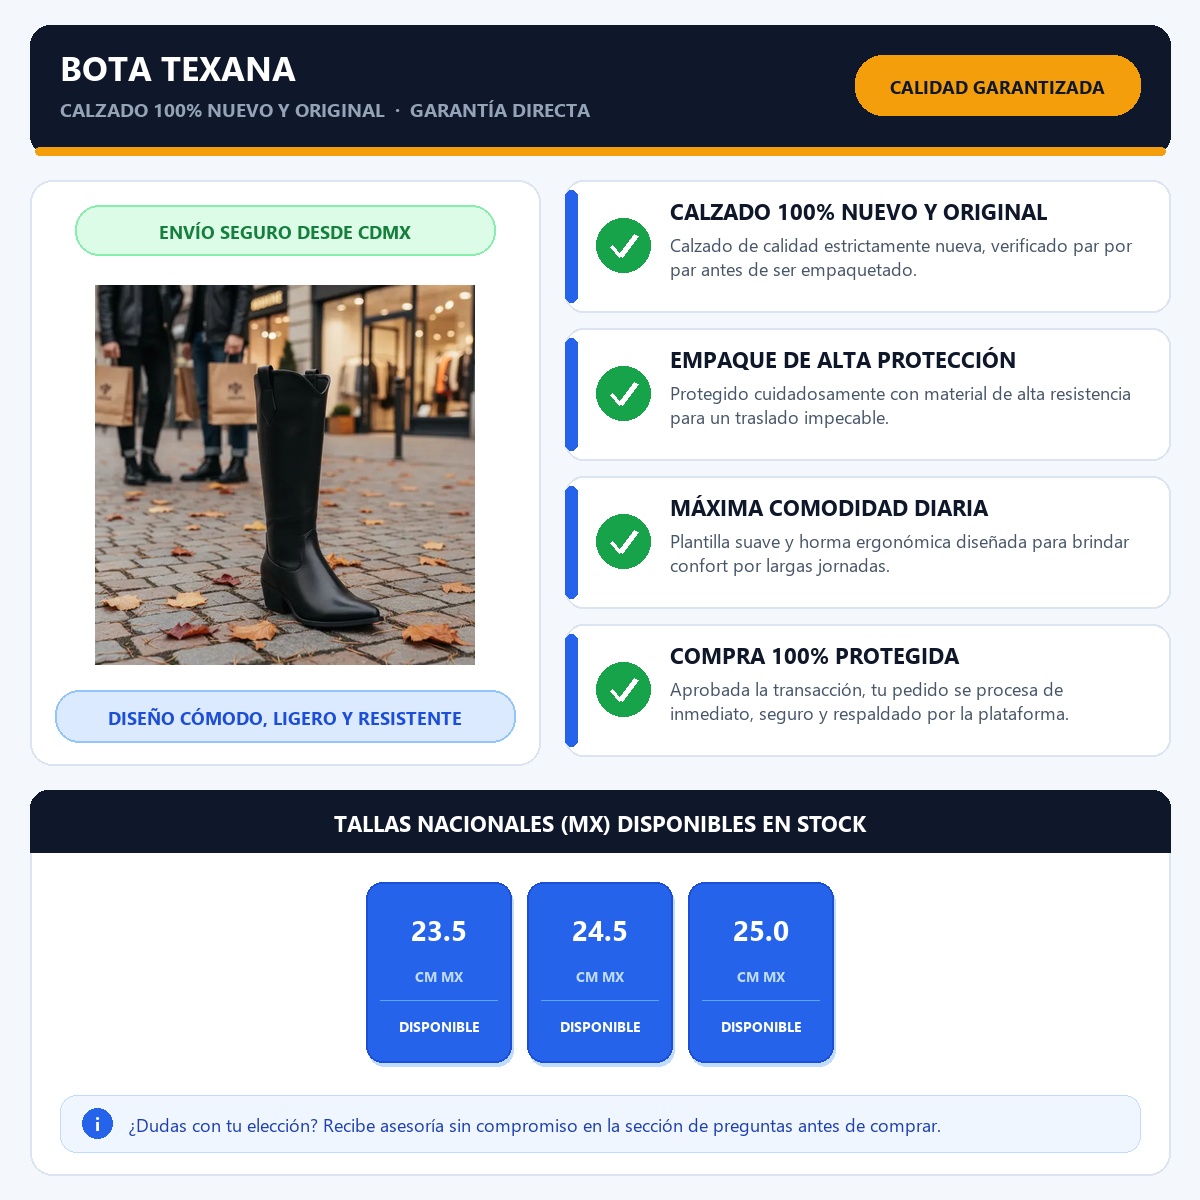 BOTA TEXANA
CALZADO 100% NUEVO Y ORIGINAL · GARANTÍA DIRECTA
CALIDAD GARANTIZADA
ENVÍO SEGURO DESDE CDMX
DISEÑO CÓMODO, LIGERO Y RESISTENTE
CALZADO 100% NUEVO Y ORIGINAL
Calzado de calidad estrictamente nueva, verificado par por
par antes de ser empaquetado.
EMPAQUE DE ALTA PROTECCIÓN
Protegido cuidadosamente con material de alta resistencia
para un traslado impecable.
MÁXIMA COMODIDAD DIARIA
Plantilla suave y horma ergonómica diseñada para brindar
confort por largas jornadas.
COMPRA 100% PROTEGIDA
Aprobada la transacción, tu pedido se procesa de
inmediato, seguro y respaldado por la plataforma.
TALLAS NACIONALES (MX) DISPONIBLES EN STOCK
23.5
CM MX
DISPONIBLE
24.5
CM MX
DISPONIBLE
25.0
CM MX
DISPONIBLE
¿Dudas con tu elección? Recibe asesoría sin compromiso en la sección de preguntas antes de comprar.